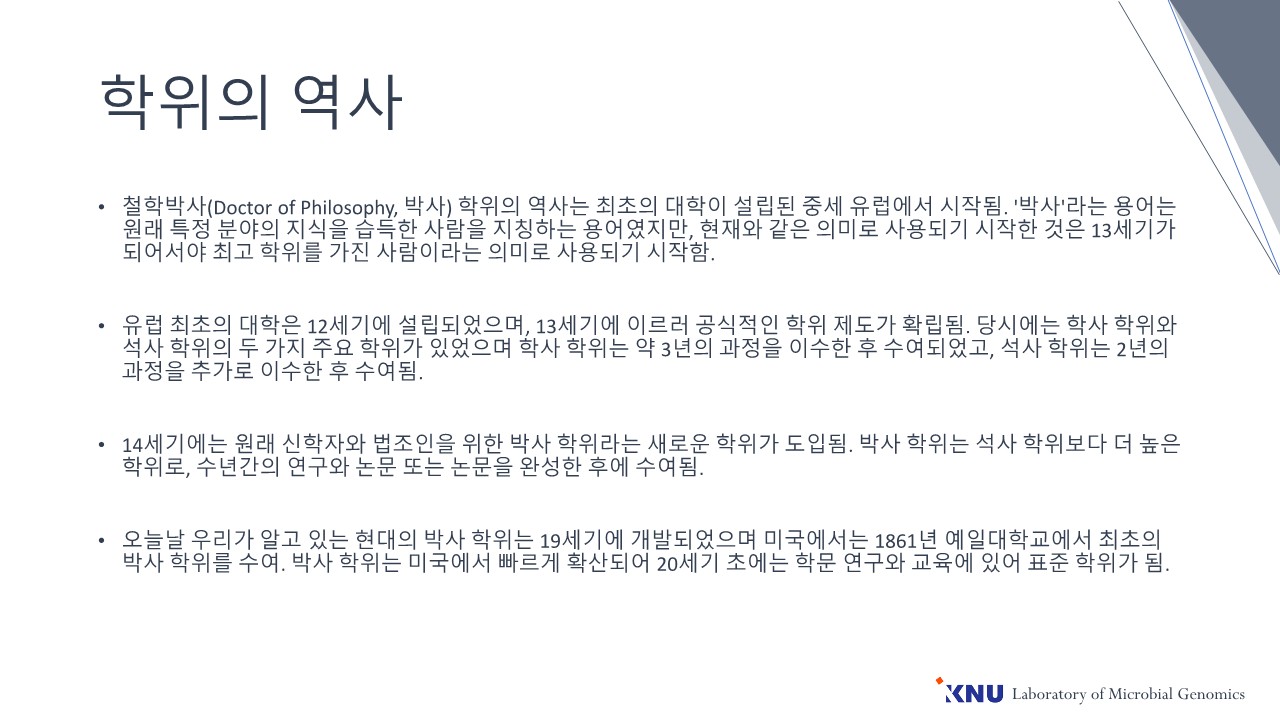 학위의 역사
• 철학박사(Doctor of Philosophy, 박사) 학위의 역사는 최초의 대학이 설립된 중세 유럽에서 시작됨. '박사'라는 용어는
원래 특정 분야의 지식을 습득한 사람을 지칭하는 용어였지만, 현재와 같은 의미로 사용되기 시작한 것은 13세기가
되어서야 최고 학위를 가진 사람이라는 의미로 사용되기 시작함.
• 유럽 최초의 대학은 12세기에 설립되었으며, 13세기에 이르러 공식적인 학위 제도가 확립됨. 당시에는 학사 학위와
석사 학위의 두 가지 주요 학위가 있었으며 학사 학위는 약 3년의 과정을 이수한 후 수여되었고, 석사 학위는 2년의
과정을 추가로 이수한 후 수여됨.
• 14세기에는 원래 신학자와 법조인을 위한 박사 학위라는 새로운 학위가 도입됨. 박사 학위는 석사 학위보다 더 높은
학위로, 수년간의 연구와 논문 또는 논문을 완성한 후에 수여됨.
• 오늘날 우리가 알고 있는 현대의 박사 학위는 19세기에 개발되었으며 미국에서는 1861년 예일대학교에서 최초의
박사 학위를 수여. 박사 학위는 미국에서 빠르게 확산되어 20세기 초에는 학문 연구와 교육에 있어 표준 학위가 됨.
KNU Laboratory of Microbial Genomics